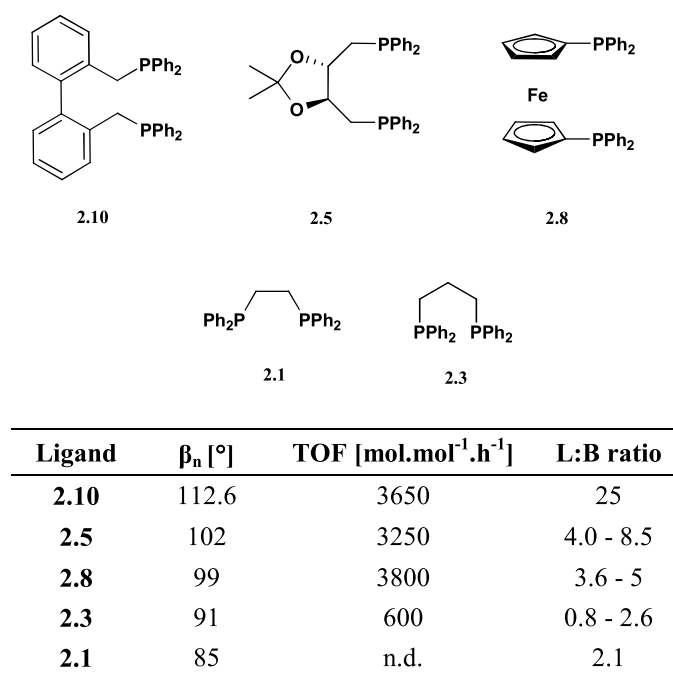 PPh2
PPh2
2.10
O
O
PPh2
PPh2
2.5
PPh2
Fe
PPh2
2.8
Ph2P PPh2
2.1
PPh2 PPh2
2.3
Ligand βn [°] TOF [mol.mol-1.h-1] L:B ratio
2.10 112.6 3650 25
2.5 102 3250 4.0 - 8.5
2.8 99 3800 3.6 - 5
2.3 91 600 0.8 - 2.6
2.1 85 n.d. 2.1